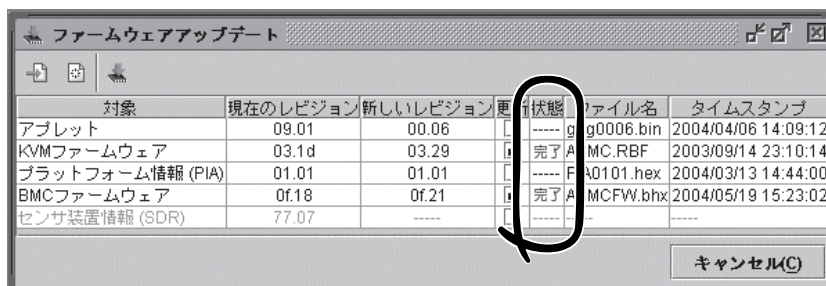 ファームウェアアップデート
対象 現在のレビジョン 新しいレビジョン 更新 状態 ファイル名 タイムスタンプ
アプレット 09.01 00.06 ----- g0006.bin 2004/04/06 14:09:12
KVMファームウェア 03.1d 03.29 完了 MC.RBF 2003/09/14 23:10:14
プラットフォーム情報 (PIA) 01.01 01.01 ----- A0101.hex 2004/03/13 14:44:00
BMCファームウェア 0f.18 0f.21 完了 MCFW.bhx 2004/05/19 15:23:02
センサ装置情報 (SDR) 77.07 ----- ----- ----- -----
キャンセル(C)